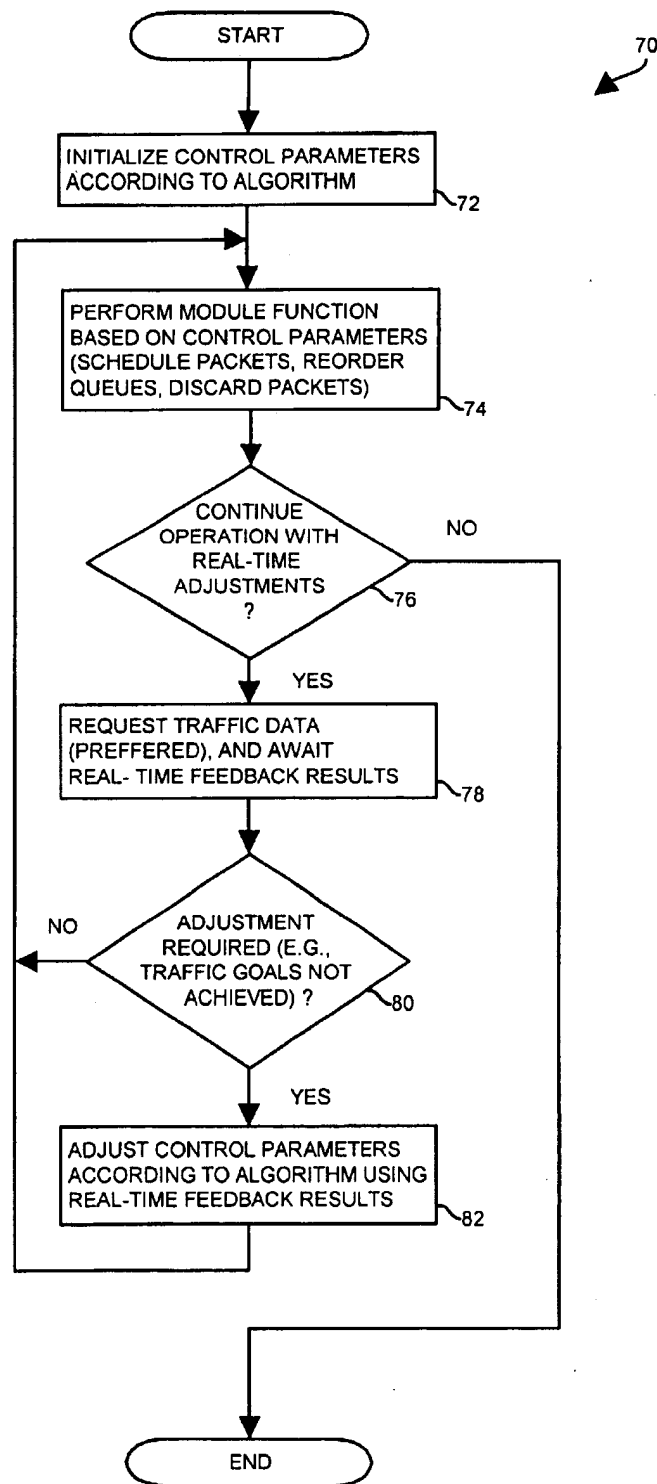 START
70
INITIALIZE CONTROL PARAMETERS
ACCORDING TO ALGORITHM
72
PERFORM MODULE FUNCTION
BASED ON CONTROL PARAMETERS
(SCHEDULE PACKETS, REORDER
QUEUES, DISCARD PACKETS)
74
CONTINUE
OPERATION WITH
REAL-TIME
ADJUSTMENTS
?
NO
76
YES
REQUEST TRAFFIC DATA
(PREFFERED), AND AWAIT
REAL- TIME FEEDBACK RESULTS
78
NO
ADJUSTMENT
REQUIRED (E.G.,
TRAFFIC GOALS NOT
ACHIEVED) ?
80
YES
ADJUST CONTROL PARAMETERS
ACCORDING TO ALGORITHM USING
REAL-TIME FEEDBACK RESULTS
82
END